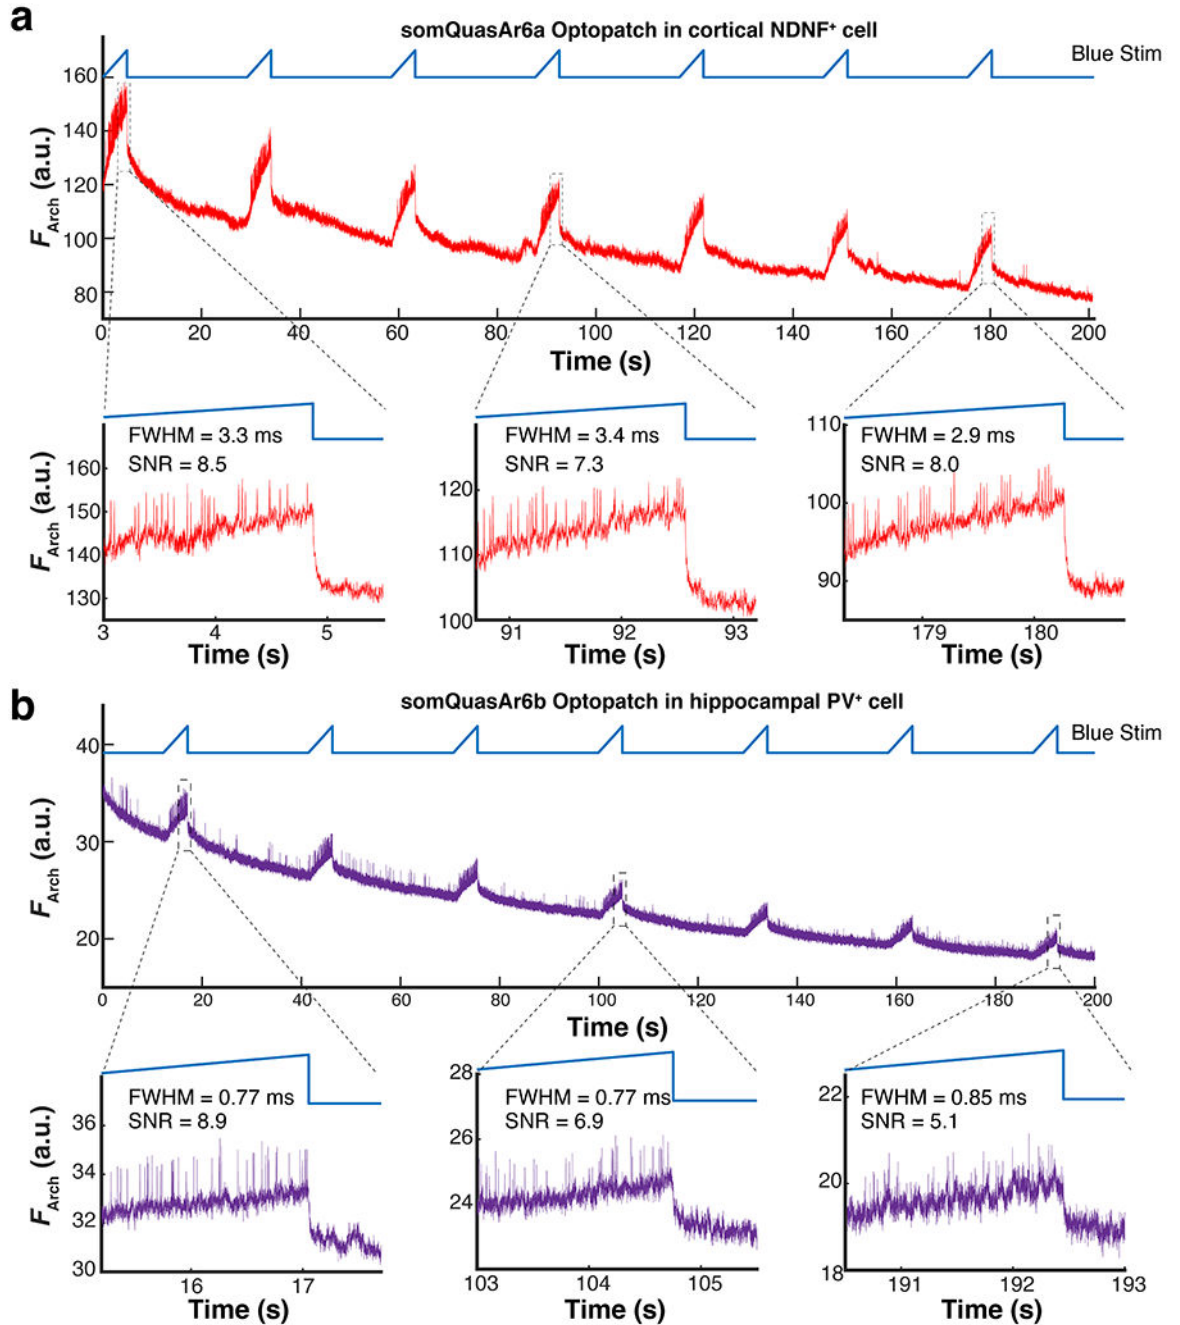 a
somQuasAr6a Optopatch in cortical NDNF+ cell
Blue Stim
160
140
120
100
80
F Arch (a.u.)
0 20 40 60 80 100 120 140 160 180 200
Time (s)
FWHM = 3.3 ms
SNR = 8.5
160
150
140
130
F Arch (a.u.)
3 4 5
Time (s)
FWHM = 3.4 ms
SNR = 7.3
120
110
100
91 92 93
Time (s)
110
FWHM = 2.9 ms
SNR = 8.0
100
90
179 180
Time (s)
b
somQuasAr6b Optopatch in hippocampal PV+ cell
Blue Stim
40
30
20
F Arch (a.u.)
0 20 40 60 80 100 120 140 160 180 200
Time (s)
FWHM = 0.77 ms
SNR = 8.9
36
34
32
30
F Arch (a.u.)
16 17
Time (s)
28
FWHM = 0.77 ms
SNR = 6.9
26
24
103 104 105
Time (s)
22
FWHM = 0.85 ms
SNR = 5.1
20
18
191 192 193
Time (s)